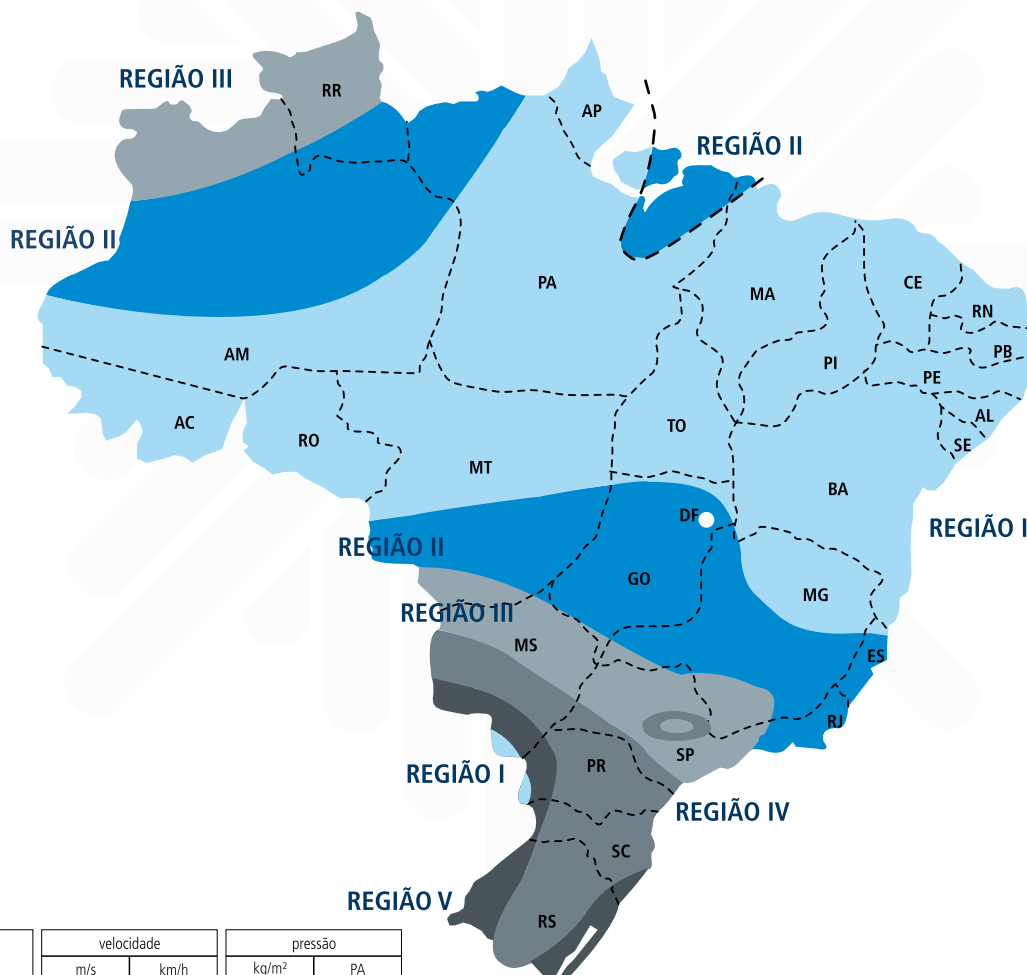 REGIÃO III
RR
AP
REGIÃO II
REGIÃO II
PA
MA
CE
RN
PB
AM
PI
PE
AC
AL
RO
TO
SE
MT
BA
DF
REGIÃO I
REGIÃO II
GO
MG
REGIÃO III
MS
ES
RJ
SP
PR
REGIÃO I
REGIÃO IV
SC
REGIÃO V
RS
velocidade
pressão
m/s
km/h
kg/m²
PA